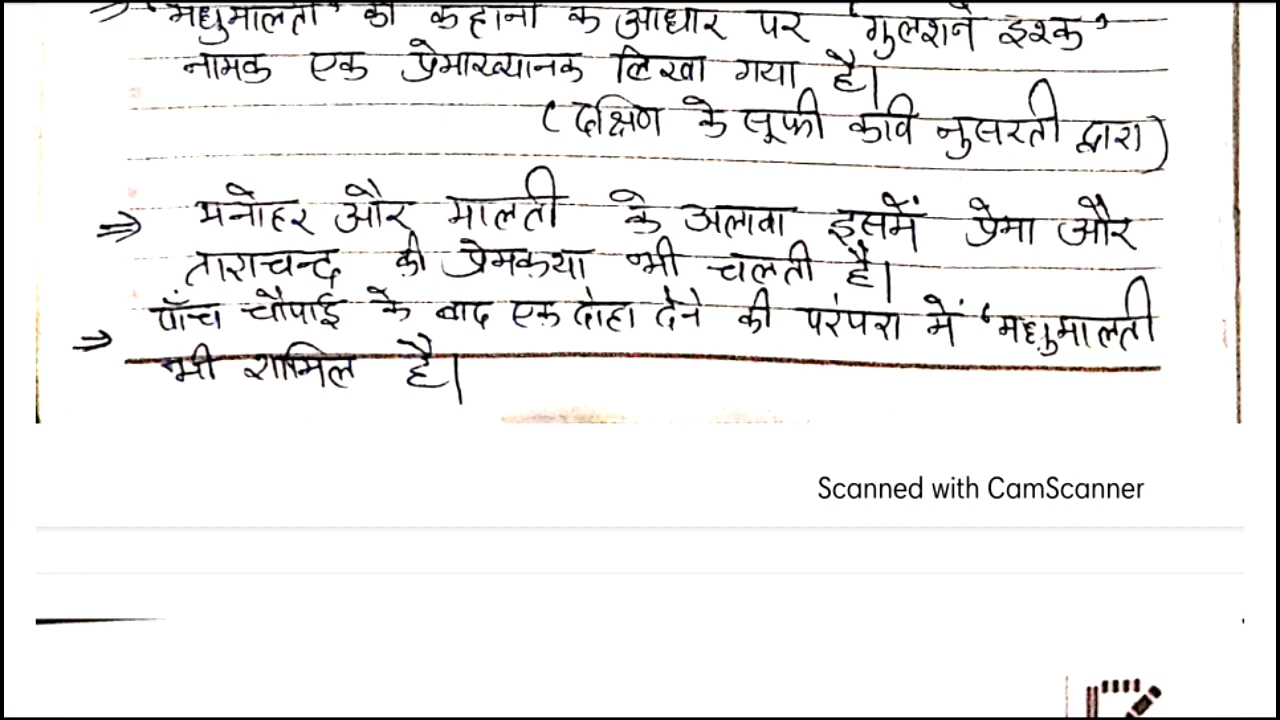 ⇒ 'मधुमालती' की कहानी के आधार पर 'गुलशने इश्क'
नामक एक प्रेमाख्यानक लिखा गया है।
(दक्षिण के सूफी कवि नुसरती द्वारा)
⇒ मनोहर और मालती के अलावा इसमें प्रेमा और
ताराचन्द की प्रेमकथा भी चलती है।
⇒ पाँच चौपाई के बाद एक दोहा देने की परंपरा में 'मधुमालती
भी शामिल है।
Scanned with CamScanner